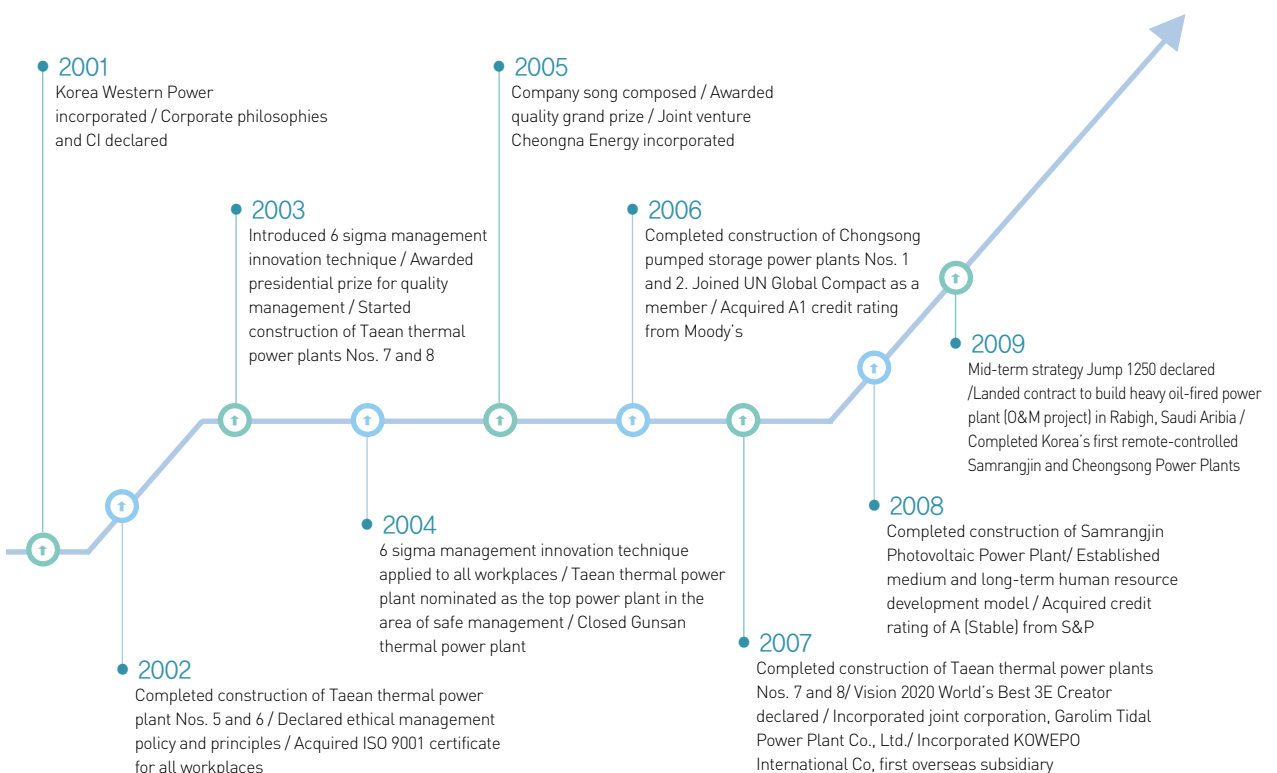 2001
Korea Western Power
incorporated / Corporate philosophies
and CI declared
2002
Completed construction of Taean thermal power
plant Nos. 5 and 6 / Declared ethical management
policy and principles / Acquired ISO 9001 certificate
for all workplaces
2003
Introduced 6 sigma management
innovation technique / Awarded
presidential prize for quality
management / Started
construction of Taean thermal
power plants Nos. 7 and 8
2004
6 sigma management innovation technique
applied to all workplaces / Taean thermal power
plant nominated as the top power plant in the
area of safe management / Closed Gunsan
thermal power plant
2005
Company song composed / Awarded
quality grand prize / Joint venture
Cheongna Energy incorporated
2006
Completed construction of Chongsong
pumped storage power plants Nos. 1
and 2. Joined UN Global Compact as a
member / Acquired A1 credit rating
from Moody's
2007
Completed construction of Taean thermal power plants
Nos. 7 and 8/ Vision 2020 World's Best 3E Creator
declared / Incorporated joint corporation, Garolim Tidal
Power Plant Co., Ltd./ Incorporated KOWEPO
International Co, first overseas subsidiary
2008
Completed construction of Samrangjin
Photovoltaic Power Plant/ Established
medium and long-term human resource
development model / Acquired credit
rating of A (Stable) from S&P
2009
Mid-term strategy Jump 1250 declared
/Landed contract to build heavy oil-fired power
plant (O&M project) in Rabigh, Saudi Aribia /
Completed Korea's first remote-controlled
Samrangjin and Cheongsong Power Plants